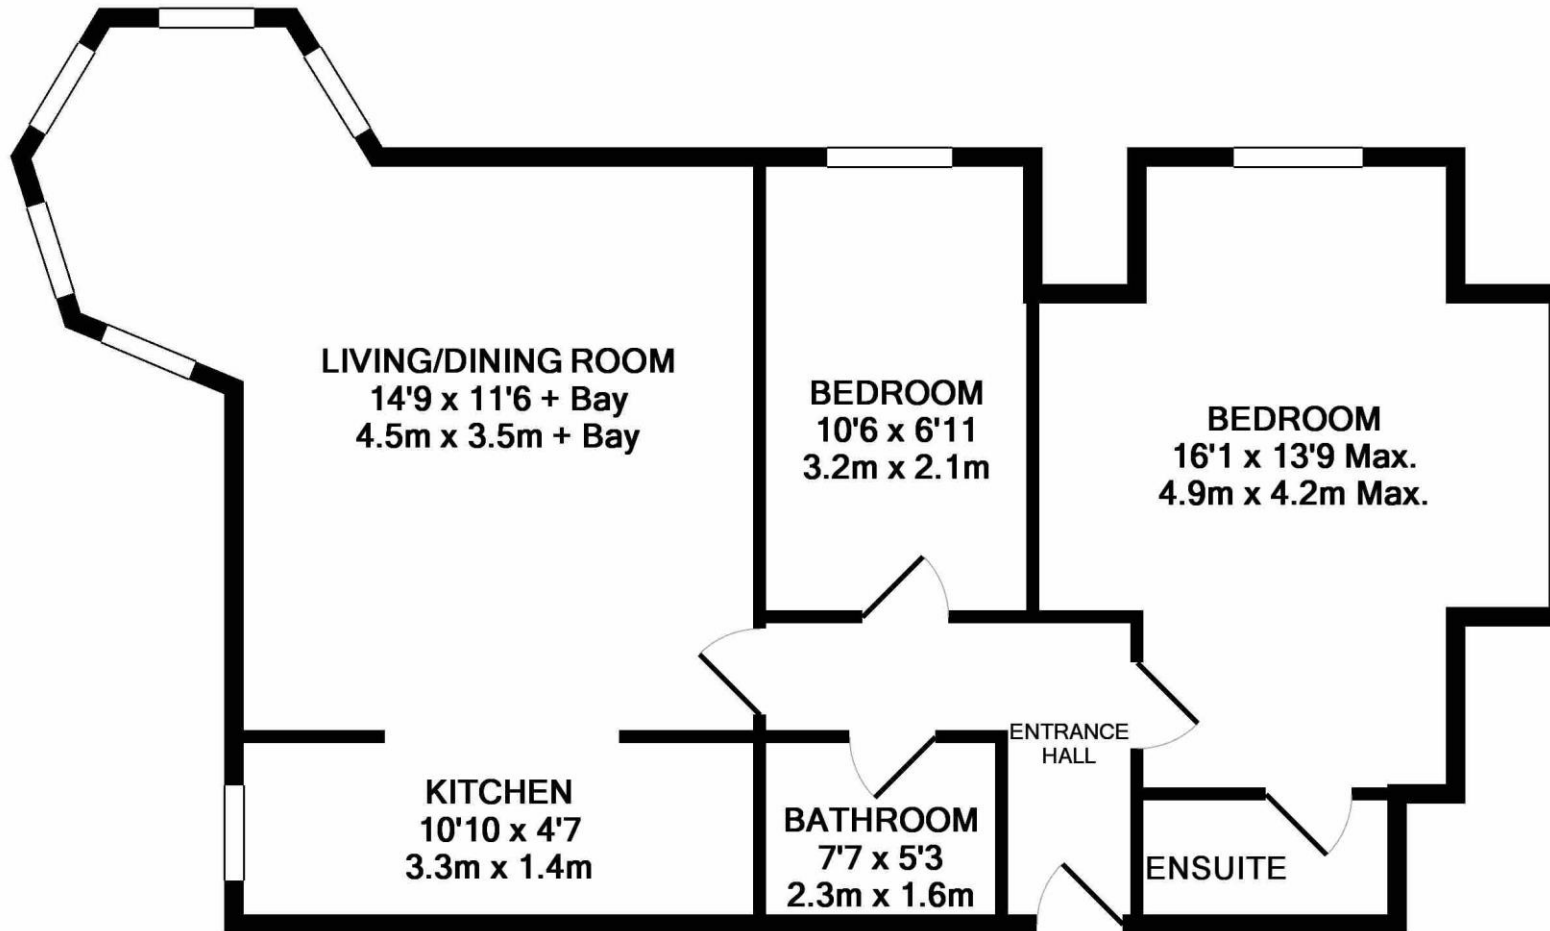 LIVING/DINING ROOM
14'9 x 11'6 + Bay
4.5m x 3.5m + Bay
BEDROOM
10'6 x 6'11
3.2m x 2.1m
BEDROOM
16'1 x 13'9 Max.
4.9m x 4.2m Max.
ENTRANCE
HALL
KITCHEN
10'10 x 4'7
3.3m x 1.4m
BATHROOM
7'7 x 5'3
2.3m x 1.6m
ENSUITE